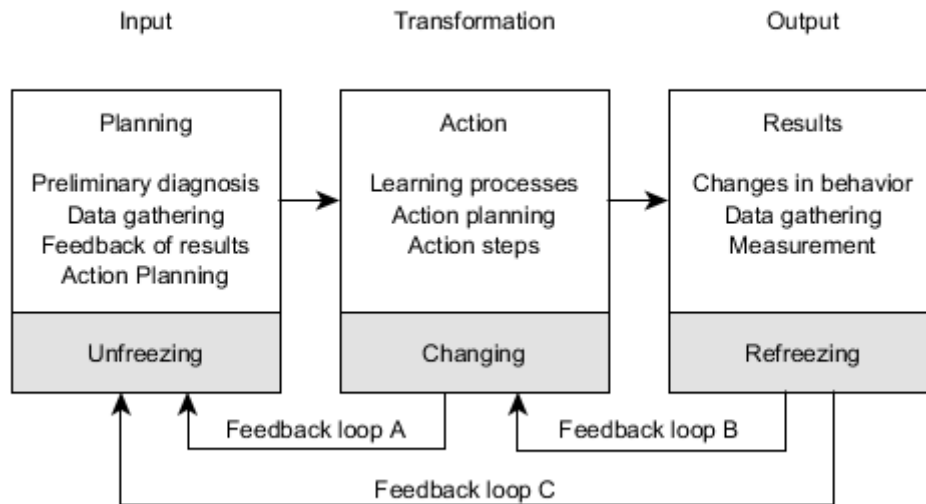 Input
Transformation
Output
Planning
Preliminary diagnosis
Data gathering
Feedback of results
Action Planning
Unfreezing
Action
Learning processes
Action planning
Action steps
Changing
Results
Changes in behavior
Data gathering
Measurement
Refreezing
Feedback loop A
Feedback loop B
Feedback loop C